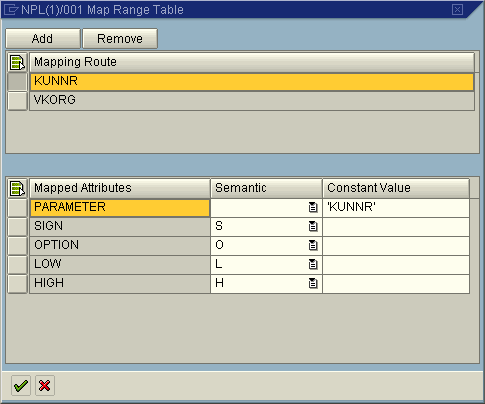 NPL(1)/001 Map Range Table
Add Remove
Mapping Route
KUNNR
VKORG
Mapped Attributes Semantic Constant Value
PARAMETER 'KUNNR'
SIGN S
OPTION O
LOW L
HIGH H